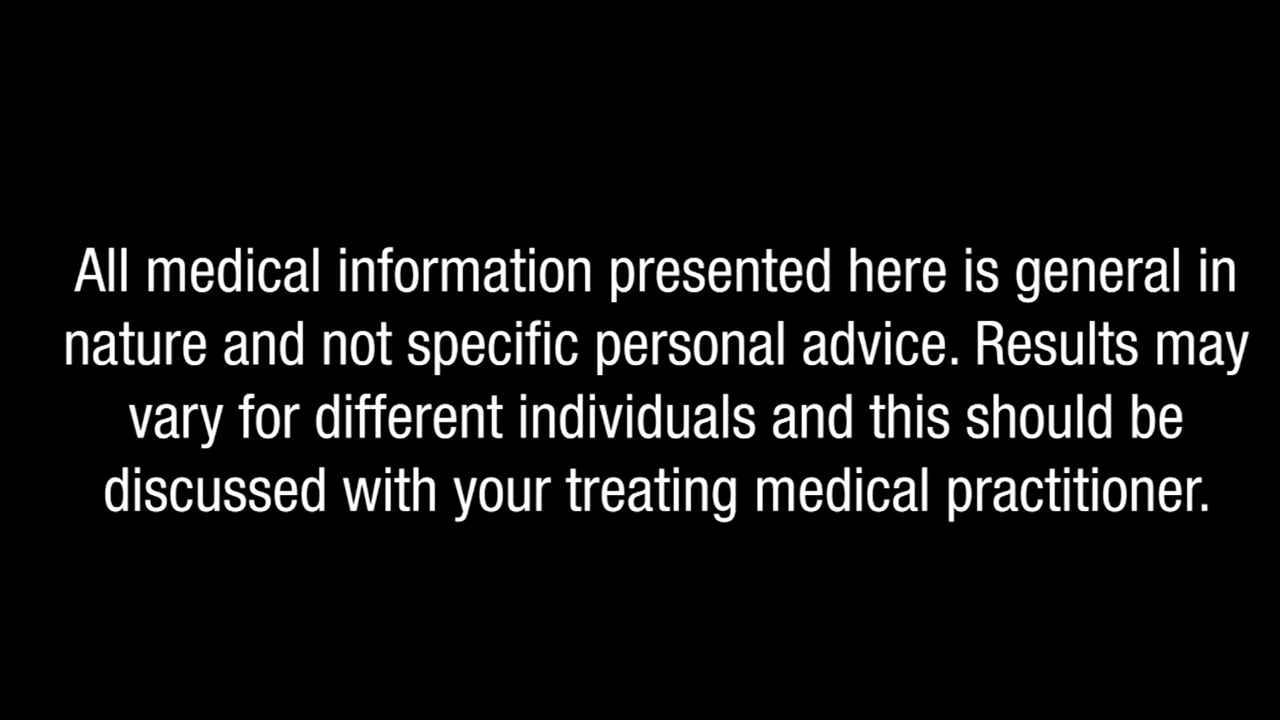 All medical information presented here is general in
nature and not specific personal advice. Results may
vary for different individuals and this should be
discussed with your treating medical practitioner.